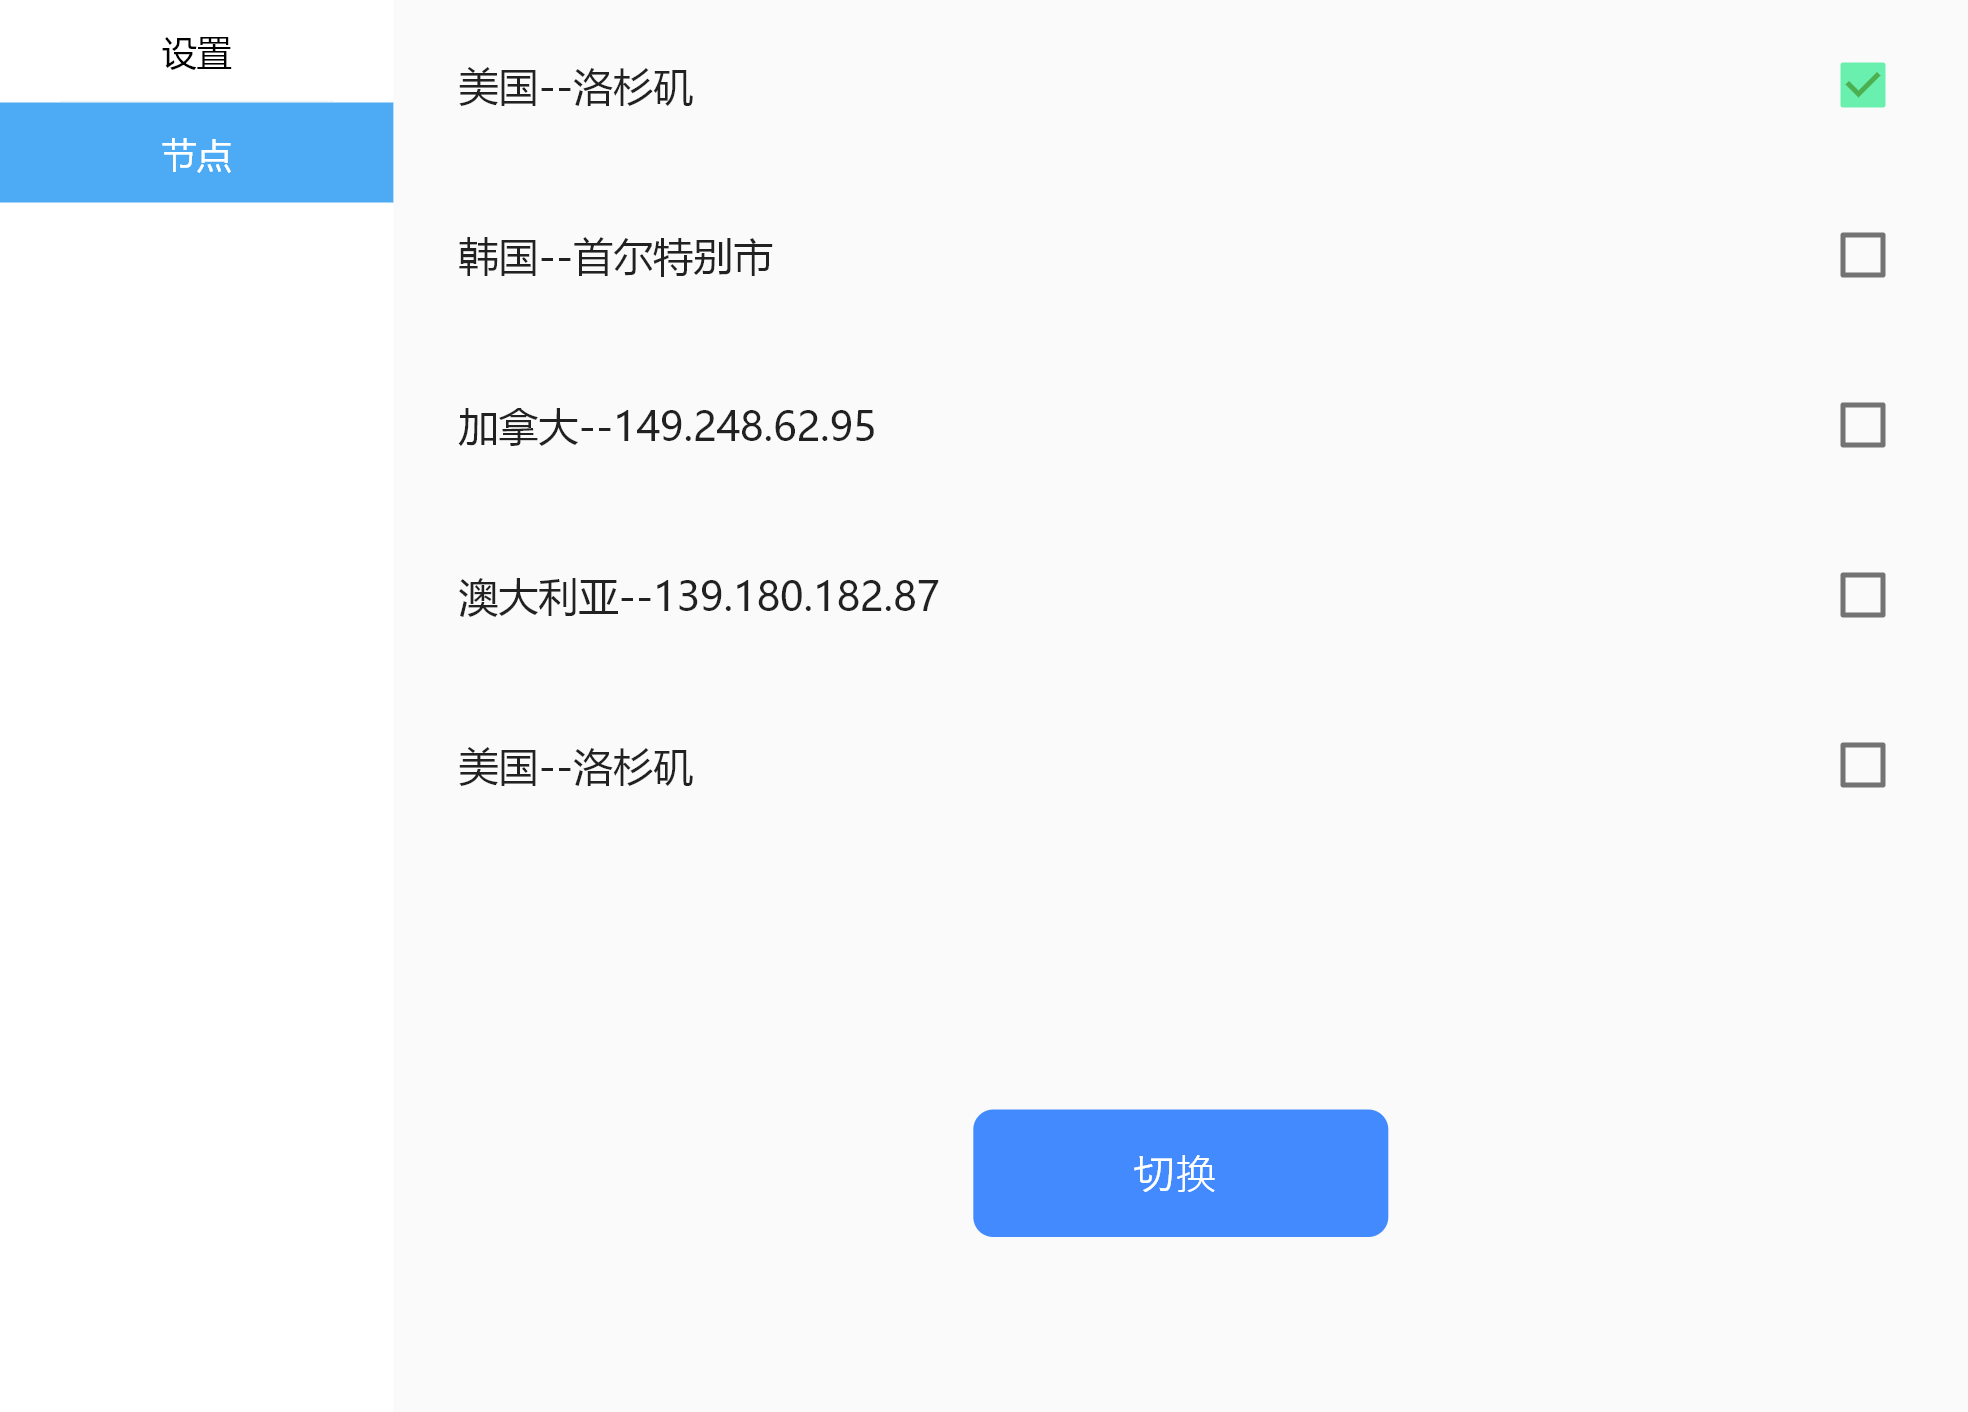 设置
节点
美国--洛杉矶
韩国--首尔特别市
加拿大--149.248.62.95
澳大利亚--139.180.182.87
美国--洛杉矶
切换